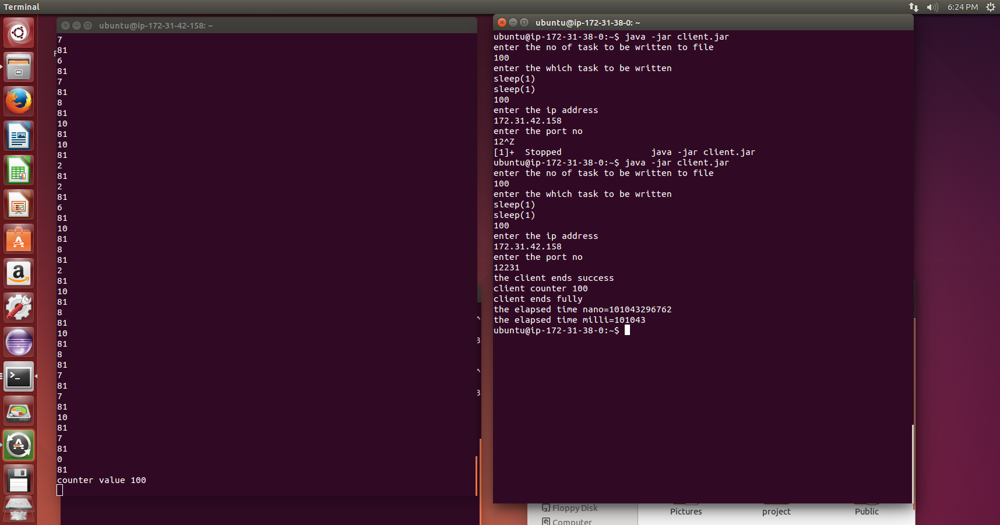 Terminal
6:24 PM
ubuntu@ip-172-31-42-158: ~
7
81
6
81
7
81
8
81
10
81
10
81
2
81
2
81
6
81
10
81
8
81
2
81
10
81
8
81
10
81
8
81
7
81
7
81
10
81
7
81
0
81
counter value 100
ubuntu@ip-172-31-38-0: ~
ubuntu@ip-172-31-38-0:~$ java -jar client.jar
enter the no of task to be written to file
100
enter the which task to be written
sleep(1)
sleep(1)
100
enter the ip address
172.31.42.158
enter the port no
12^Z
[1]+  Stopped                 java -jar client.jar
ubuntu@ip-172-31-38-0:~$ java -jar client.jar
enter the no of task to be written to file
100
enter the which task to be written
sleep(1)
sleep(1)
100
enter the ip address
172.31.42.158
enter the port no
12231
the client ends success
client counter 100
client ends fully
the elapsed time nano=101043296762
the elapsed time milli=101043
ubuntu@ip-172-31-38-0:~$
Floppy Disk
Computer
Pictures
project
Public